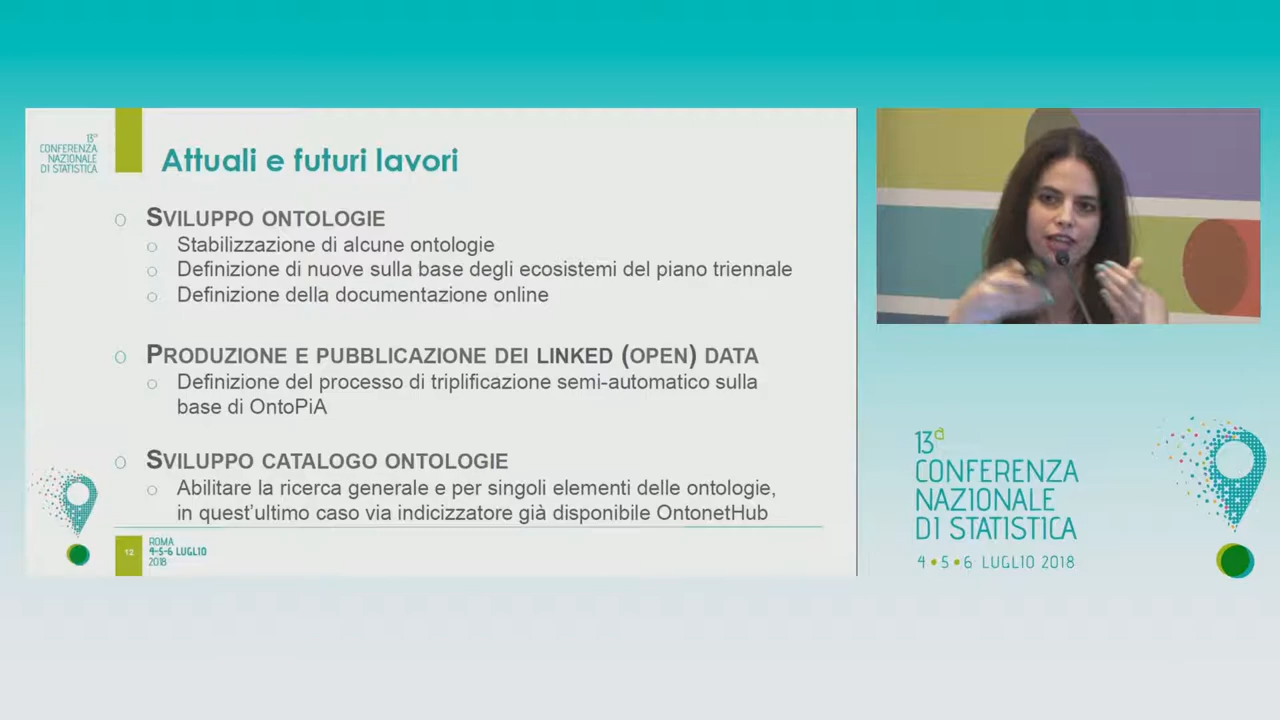 13ª
CONFERENZA
NAZIONALE
DI STATISTICA
Attuali e futuri lavori
SVILUPPO ONTOLOGIE
Stabilizzazione di alcune ontologie
Definizione di nuove sulla base degli ecosistemi del piano triennale
Definizione della documentazione online
PRODUZIONE E PUBBLICAZIONE DEI LINKED (OPEN) DATA
Definizione del processo di triplificazione semi-automatico sulla
base di OntoPiA
SVILUPPO CATALOGO ONTOLOGIE
Abilitare la ricerca generale e per singoli elementi delle ontologie,
in quest'ultimo caso via indicizzatore già disponibile OntonetHub
12
ROMA
4-5-6 LUGLIO
2018
13ª
CONFERENZA
NAZIONALE
DI STATISTICA
4•5•6 LUGLIO 2018